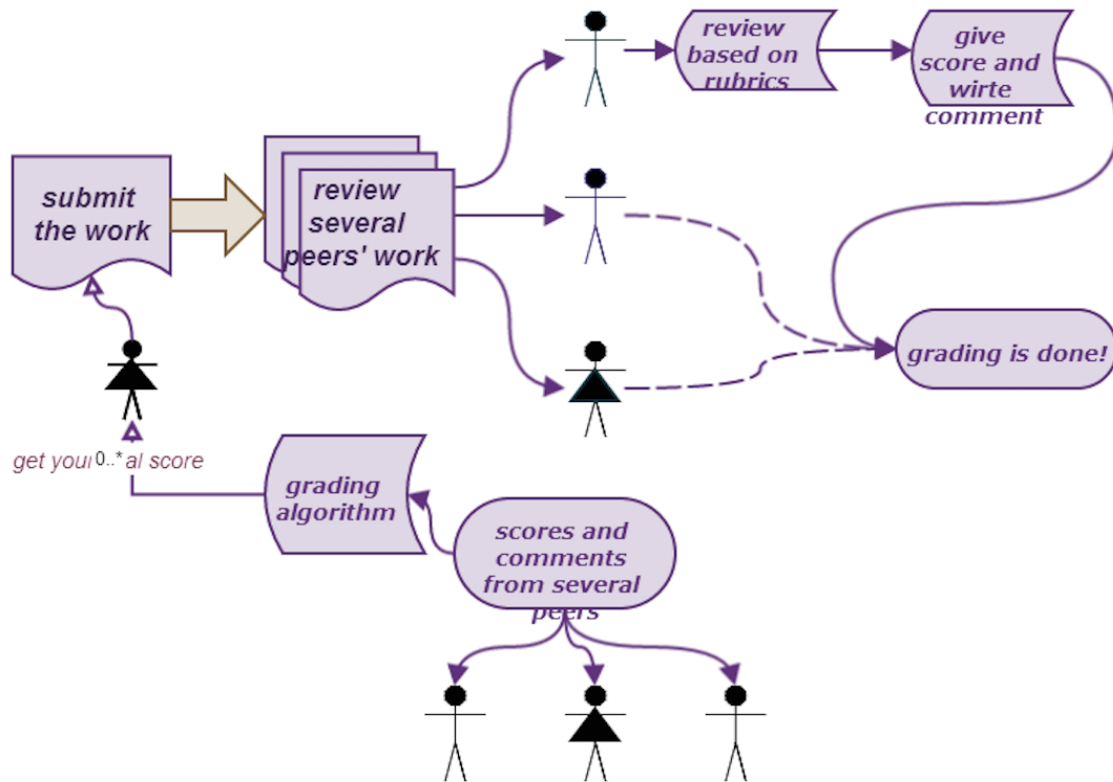 review
based on
rubrics
give
score and
wirte
comment
submit
the work
review
several
peers' work
grading is done!
get your 0..* al score
grading
algorithm
scores and
comments
from several
peers